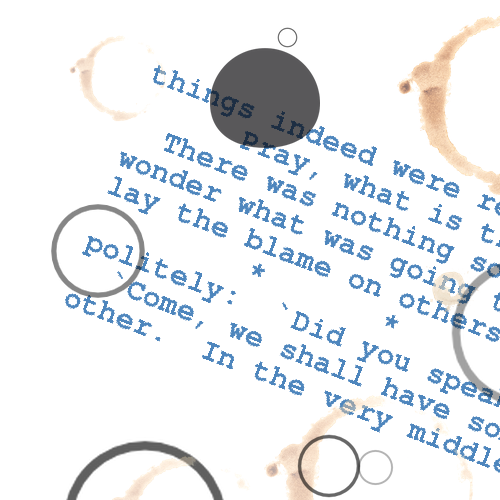 things indeed were re
Pray, what is t
There was nothing so
wonder what was going
lay the blame on others
* *
politely: `Did you spea
`Come, we shall have so
other. In the very middle